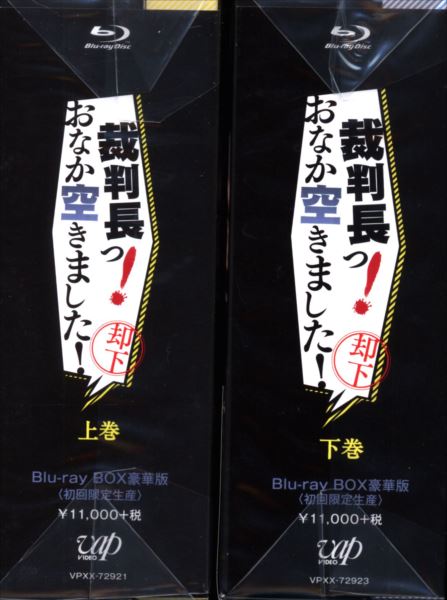 Blu-ray Disc
裁判長っ!
おなか空きました!
却下
上巻
Blu-ray BOX豪華版
〈初回限定生産〉
¥11,000+税
vap
VIDEO
VPXX-72921
Blu-ray Disc
裁判長っ!
おなか空きました!
却下
下巻
Blu-ray BOX豪華版
〈初回限定生産〉
¥11,000+税
vap
VIDEO
VPXX-72923